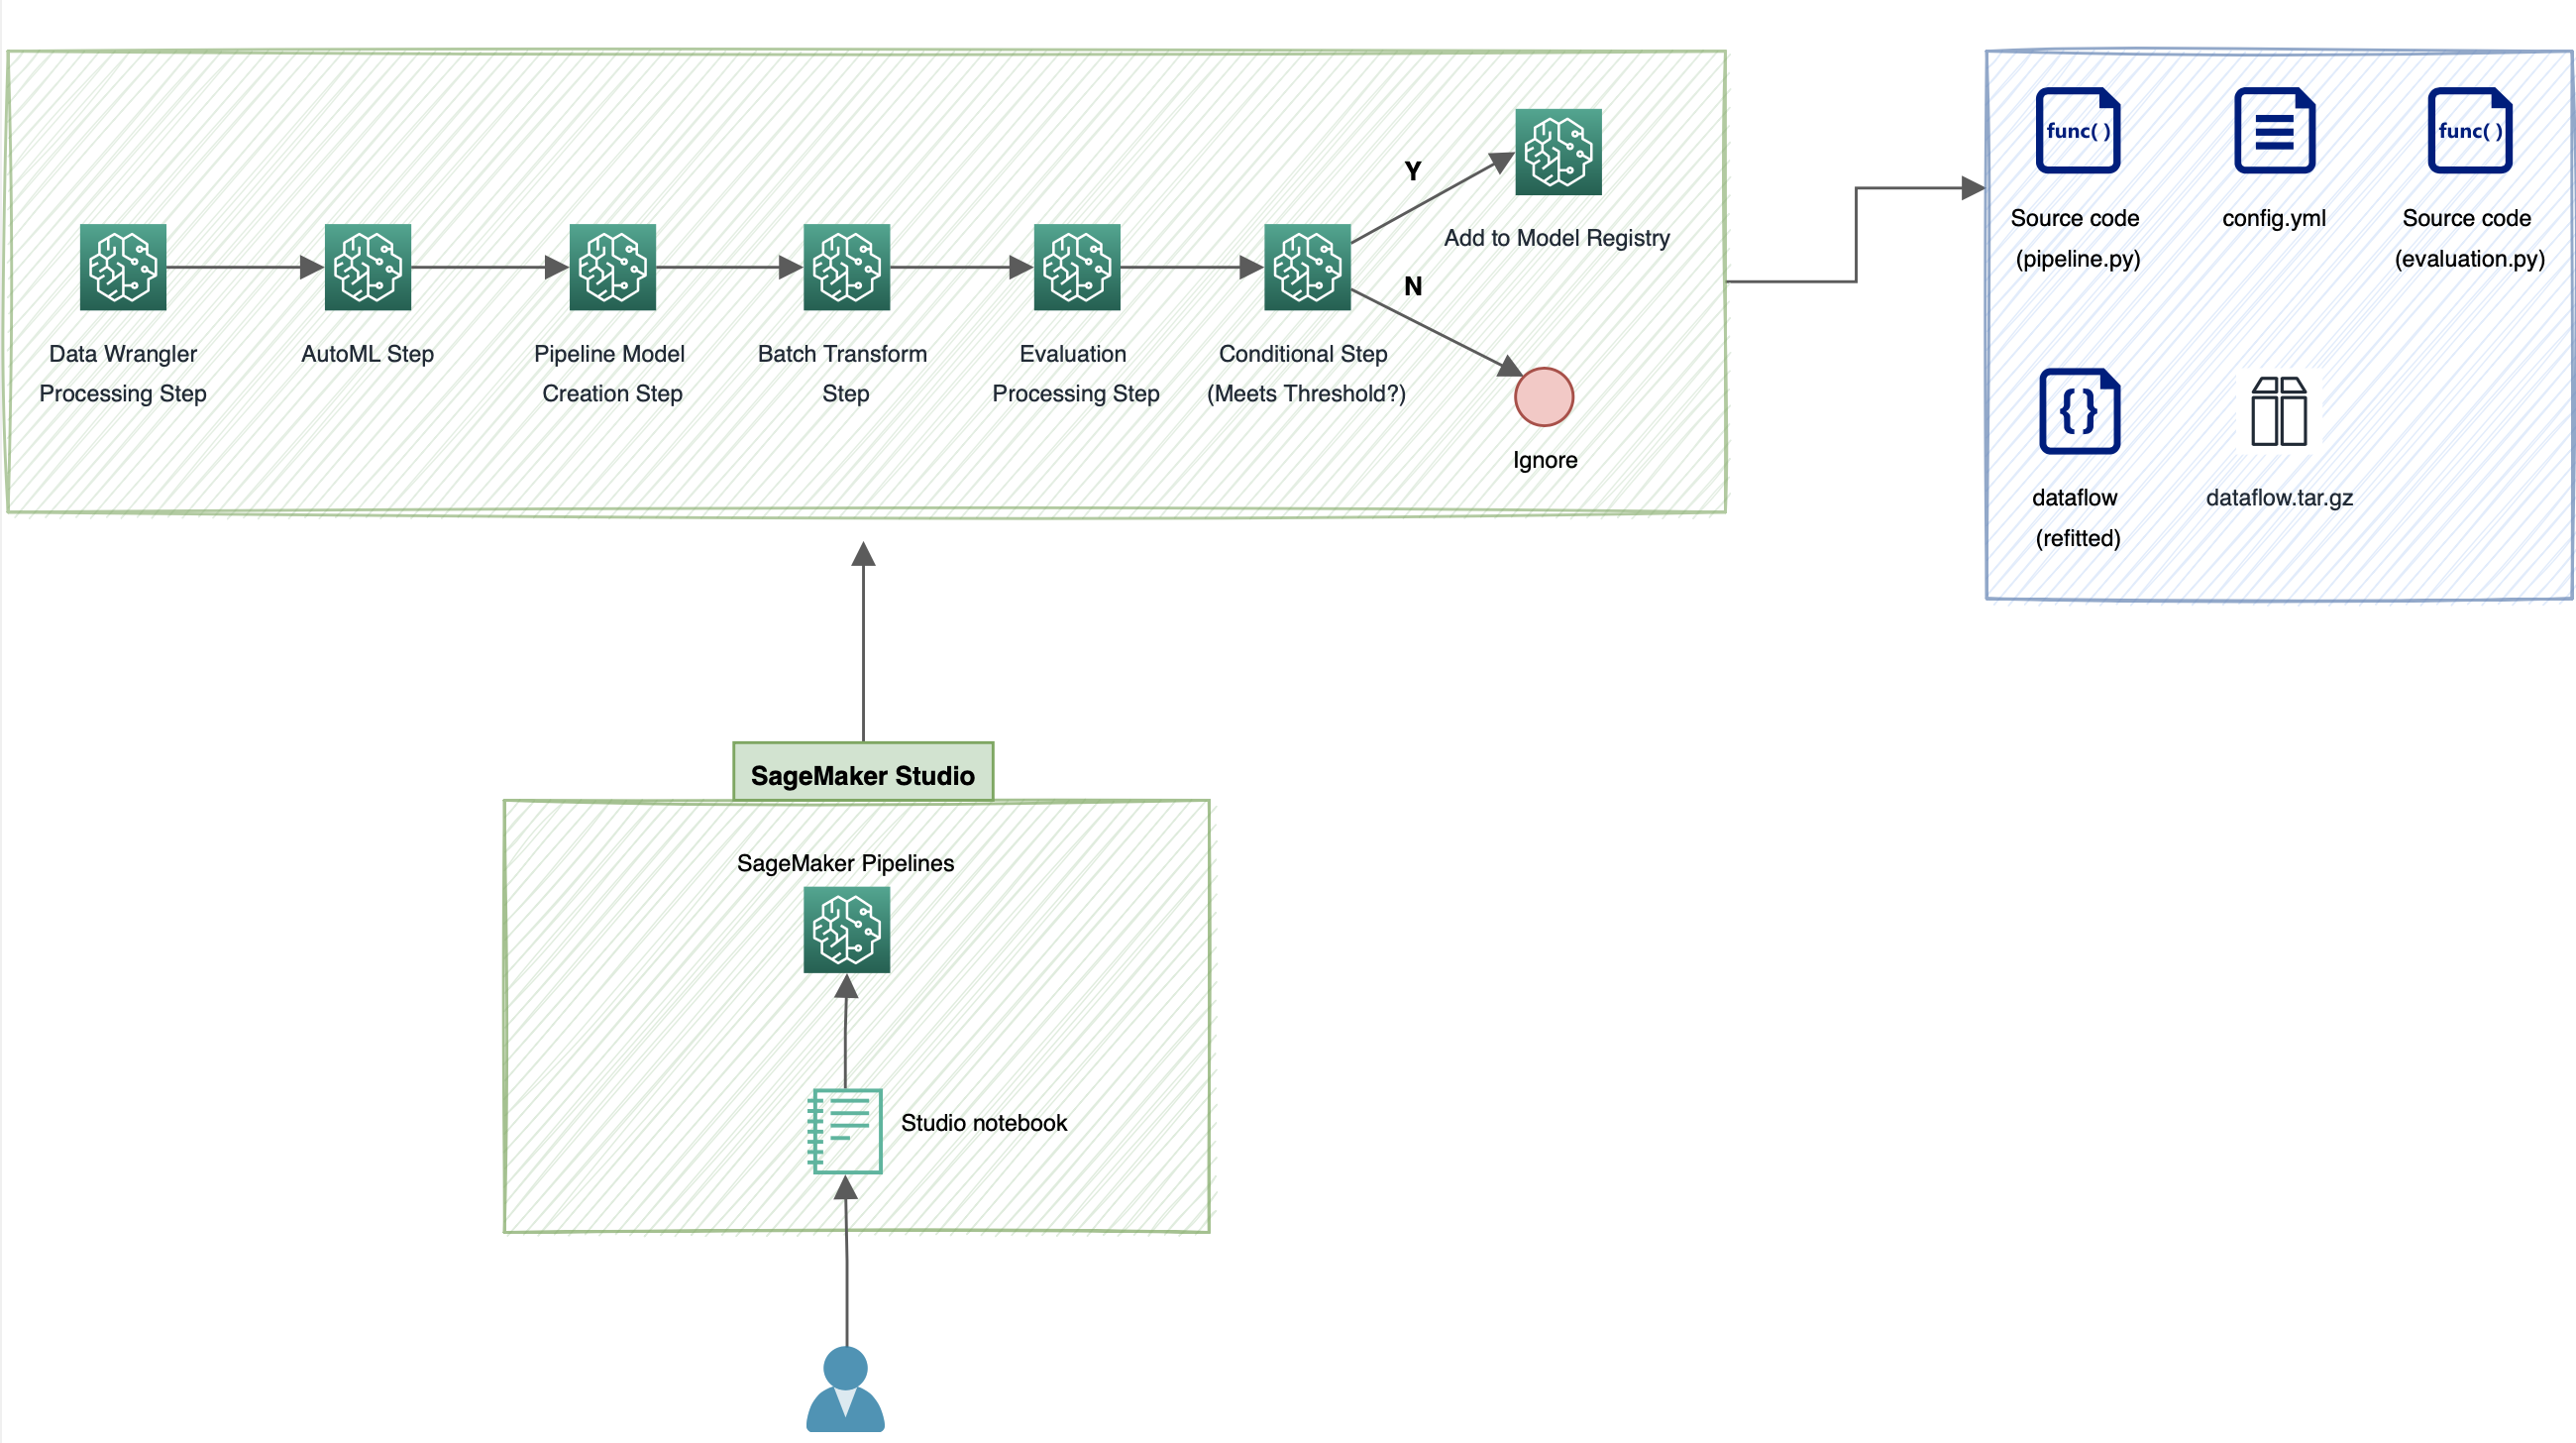 Data Wrangler
Processing Step
AutoML Step
Pipeline Model
Creation Step
Batch Transform
Step
Evaluation
Processing Step
Conditional Step
(Meets Threshold?)
Y
Add to Model Registry
N
Ignore
func( )
Source code
(pipeline.py)
config.yml
func( )
Source code
(evaluation.py)
{ }
dataflow
(refitted)
dataflow.tar.gz
SageMaker Studio
SageMaker Pipelines
Studio notebook